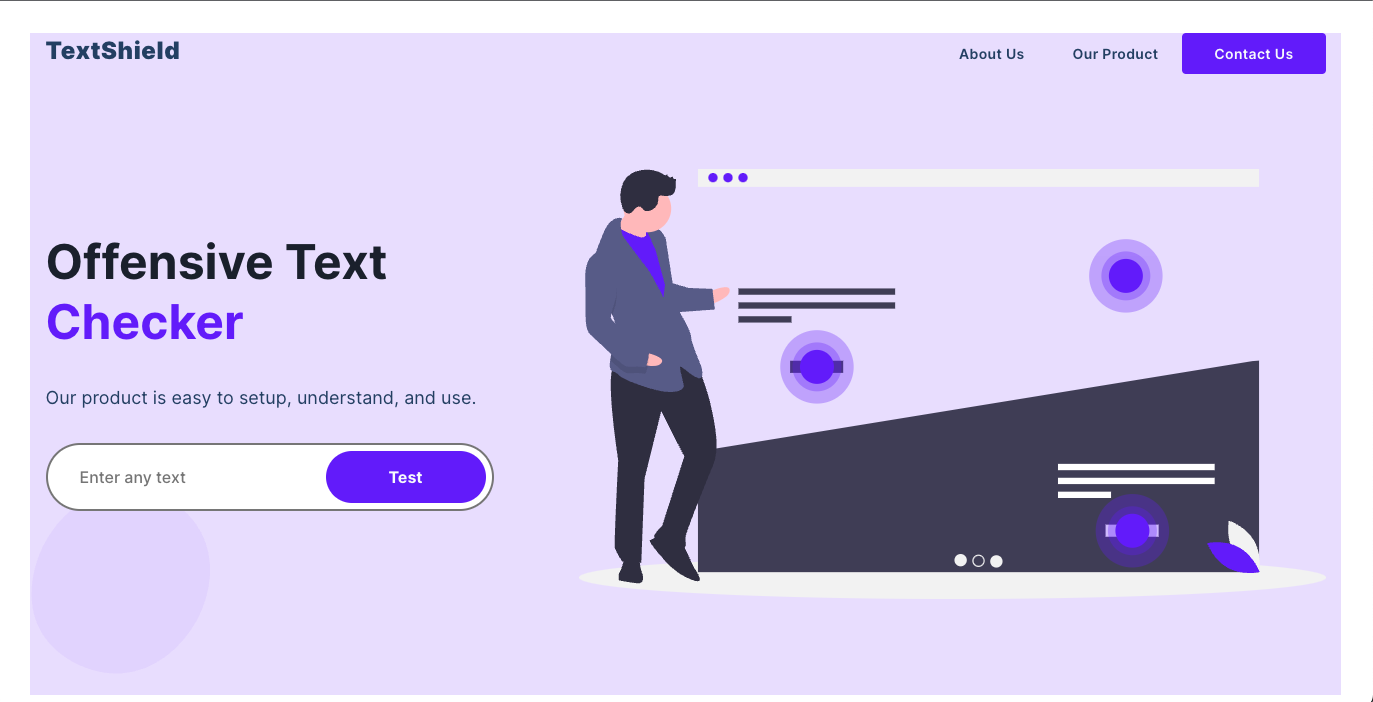 TextShield
About Us
Our Product
Contact Us
Offensive Text
Checker
Our product is easy to setup, understand, and use.
Enter any text
Test